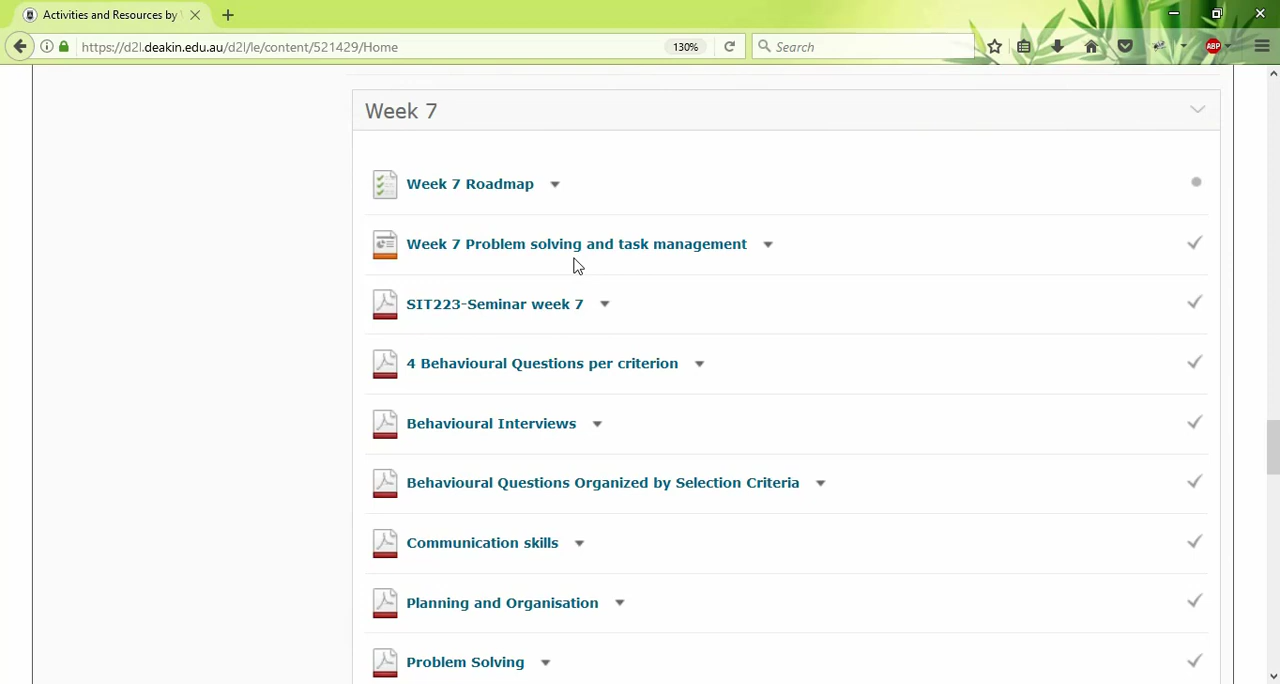 Activities and Resources by
https://d2l.deakin.edu.au/d2l/le/content/521429/Home
130%
Search
ABP
Week 7
Week 7 Roadmap
Week 7 Problem solving and task management
SIT223-Seminar week 7
4 Behavioural Questions per criterion
Behavioural Interviews
Behavioural Questions Organized by Selection Criteria
Communication skills
Planning and Organisation
Problem Solving